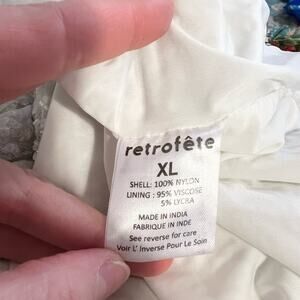 retrofête
XL
SHELL: 100% NYLON
LINING : 95% VISCOSE
5% LYCRA
MADE IN INDIA
FABRIQUE EN INDE
See reverse for care
Voir L' Inverse Pour Le Soin